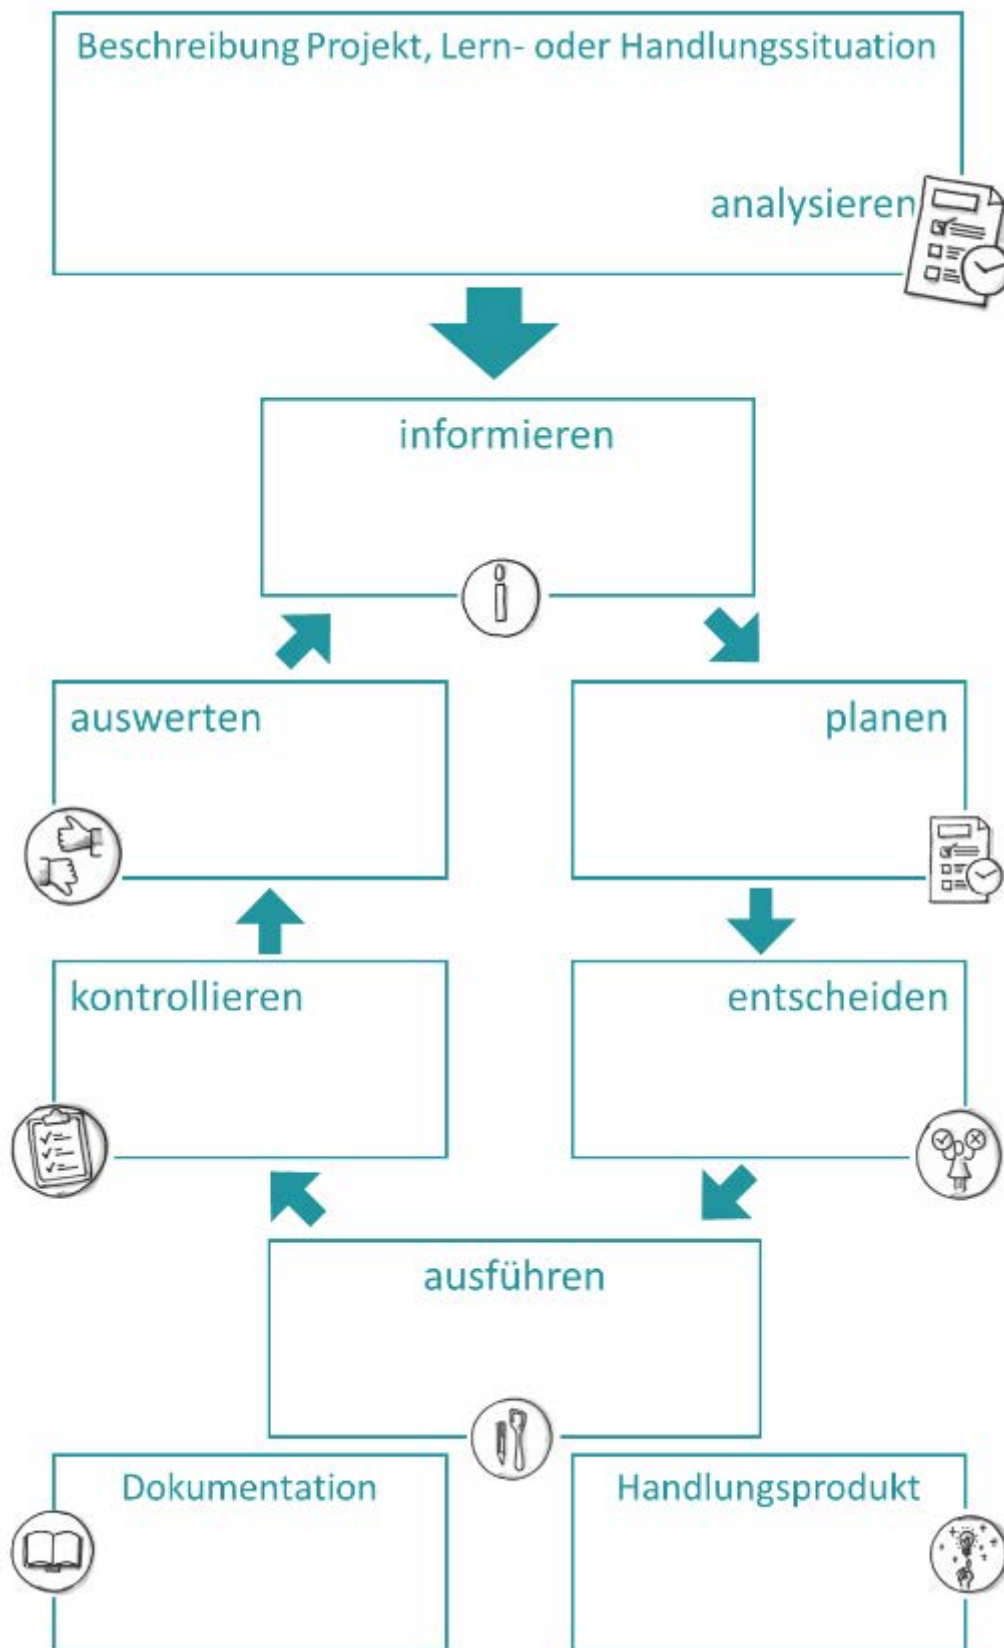 Beschreibung Projekt, Lern- oder Handlungssituation
analysieren
informieren
auswerten
planen
kontrollieren
entscheiden
ausführen
Dokumentation
Handlungsprodukt